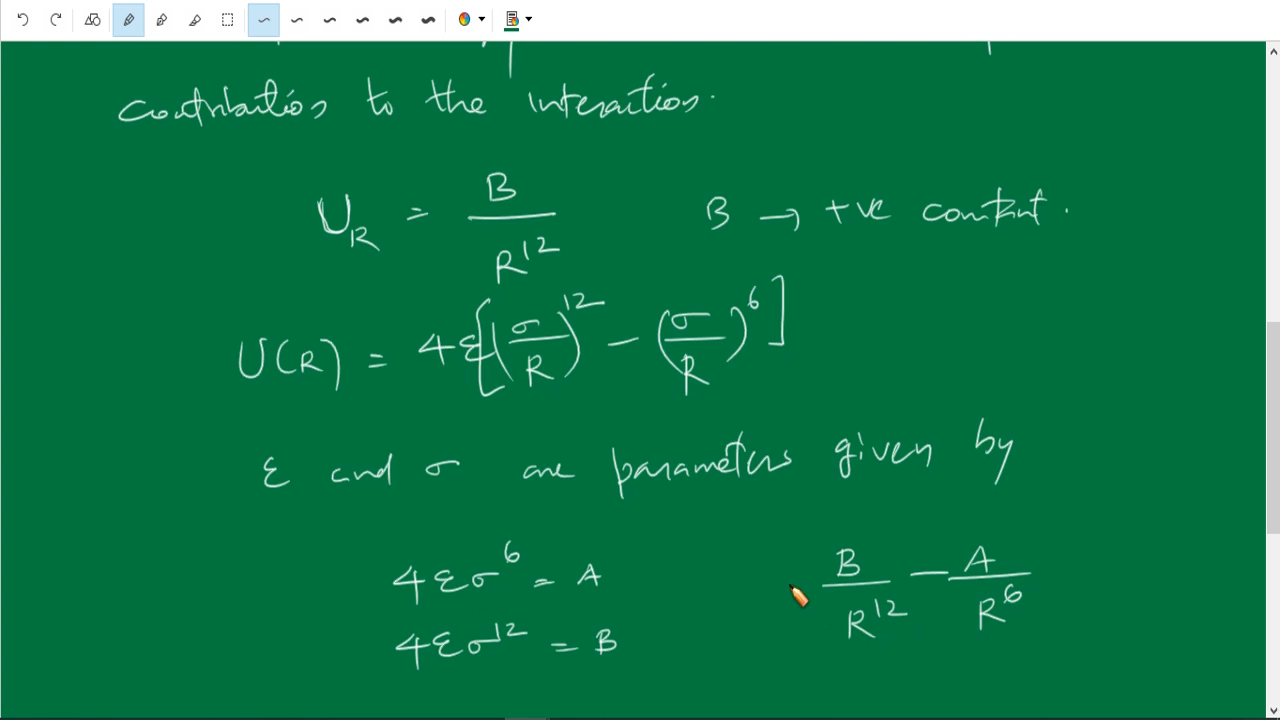 contribution to the interaction.
U_R = B / R^12 B → +ve constant.
U(R) = 4ε[(σ/R)^12 − (σ/R)^6]
ε and σ are parameters given by
4εσ^6 = A B/R^12 − A/R^6
4εσ^12 = B